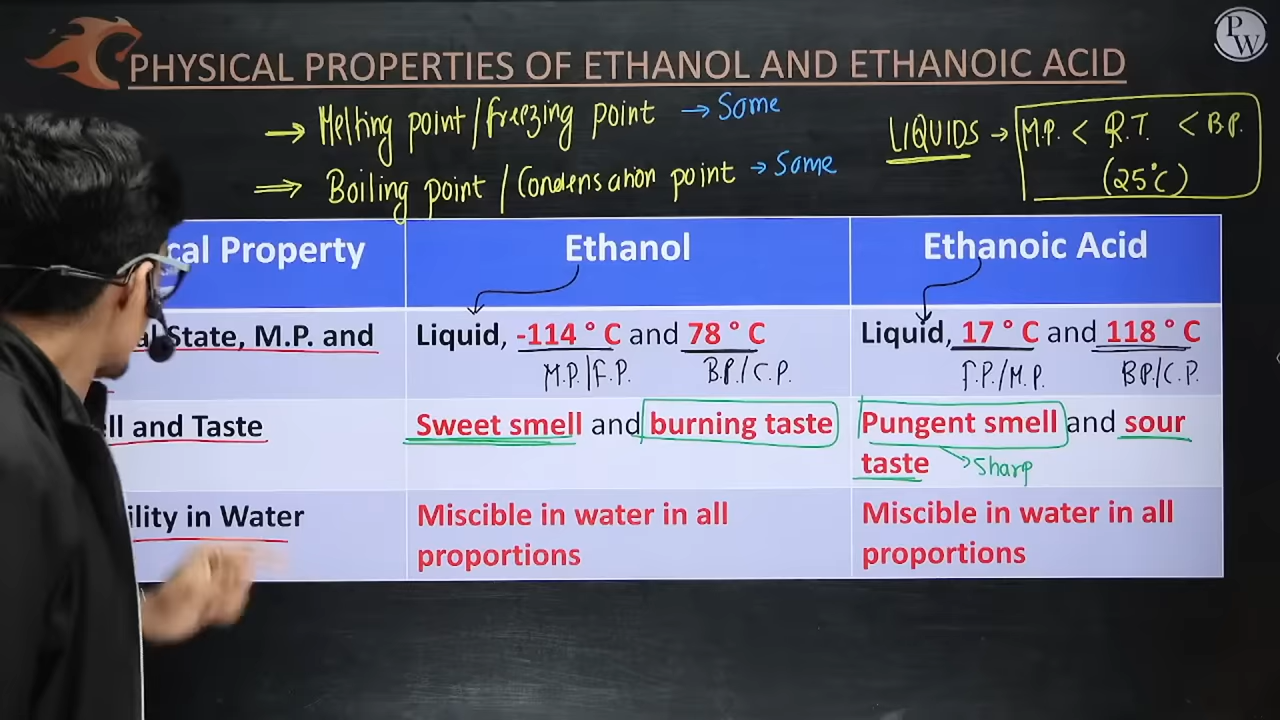 PW
PHYSICAL PROPERTIES OF ETHANOL AND ETHANOIC ACID
→ Melting point/freezing point → Same
⇒ Boiling point / Condensation point → Same
LIQUIDS → M.P. < R.T. < B.P.
(25°C)
cal Property
Ethanol
Ethanoic Acid
al State, M.P. and
Liquid, -114 ° C and 78 ° C
M.P./F.P. B.P./C.P.
Liquid, 17 ° C and 118 ° C
F.P./M.P. B.P./C.P.
ll and Taste
Sweet smell and burning taste
Pungent smell and sour
taste → Sharp
ility in Water
Miscible in water in all
proportions
Miscible in water in all
proportions